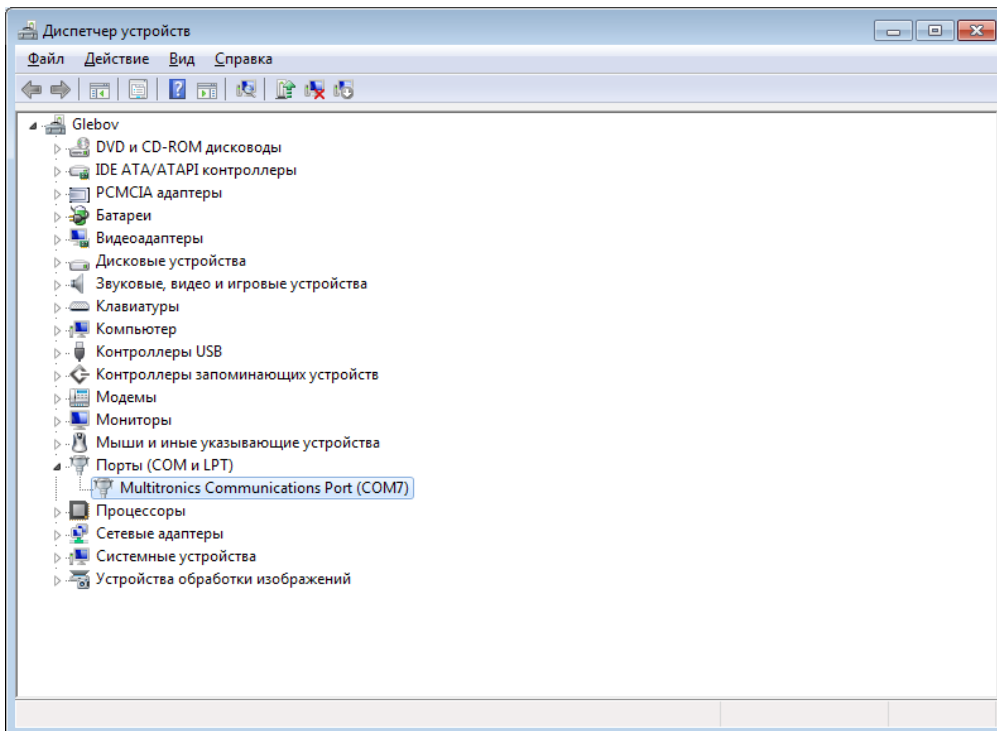 Диспетчер устройств
Файл Действие Вид Справка
Glebov
DVD и CD-ROM дисководы
IDE ATA/ATAPI контроллеры
PCMCIA адаптеры
Батареи
Видеоадаптеры
Дисковые устройства
Звуковые, видео и игровые устройства
Клавиатуры
Компьютер
Контроллеры USB
Контроллеры запоминающих устройств
Модемы
Мониторы
Мыши и иные указывающие устройства
Порты (COM и LPT)
Multitronics Communications Port (COM7)
Процессоры
Сетевые адаптеры
Системные устройства
Устройства обработки изображений